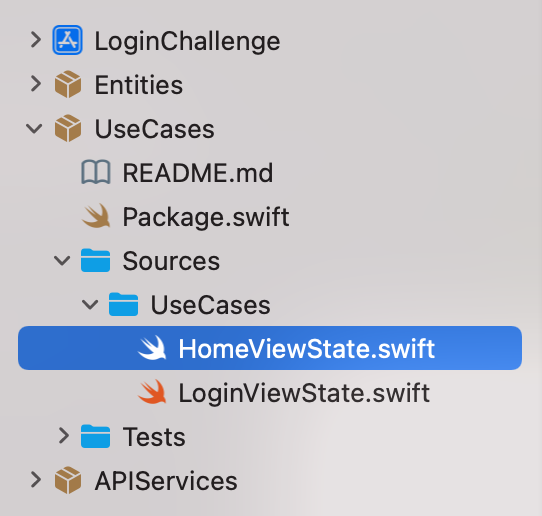 LoginChallenge
Entities
UseCases
README.md
Package.swift
Sources
UseCases
HomeViewState.swift
LoginViewState.swift
Tests
APIServices